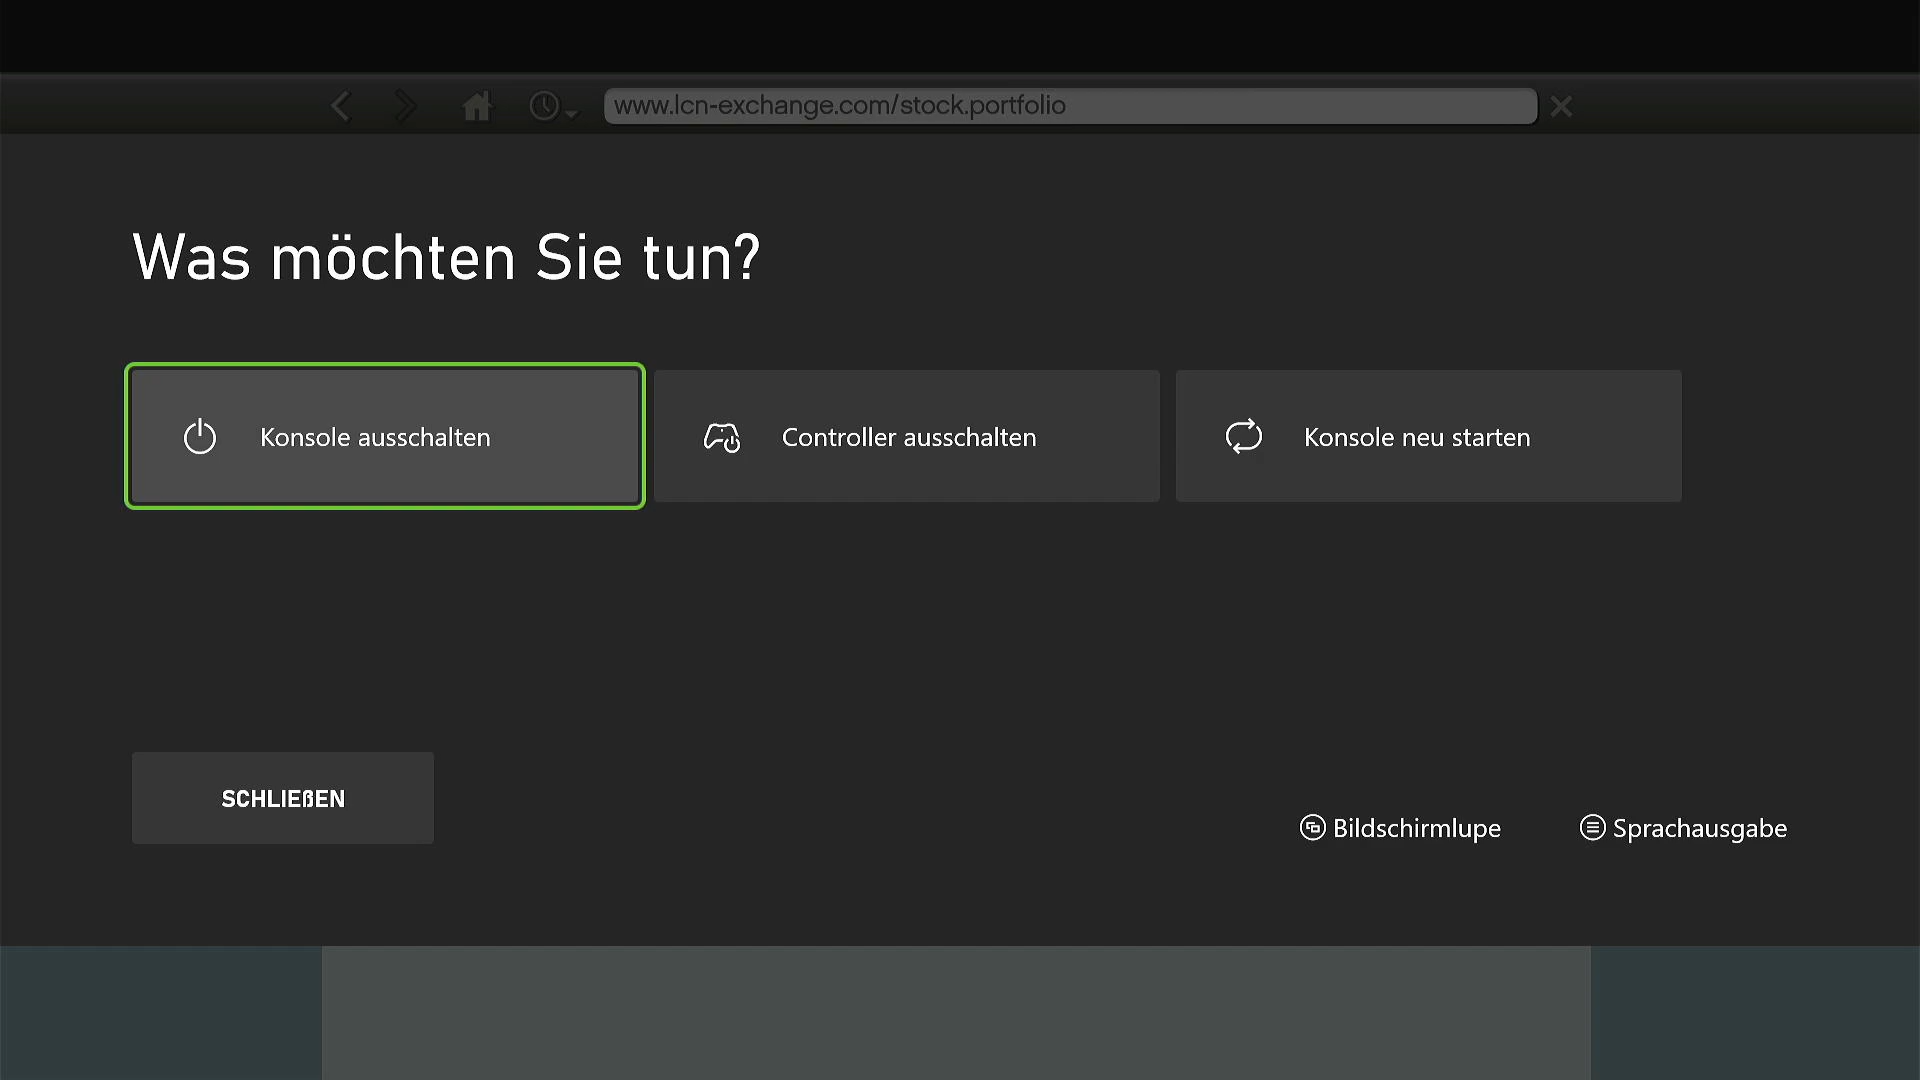 www.lcn-exchange.com/stock.portfolio
Was möchten Sie tun?
Konsole ausschalten
Controller ausschalten
Konsole neu starten
SCHLIEßEN
Bildschirmlupe
Sprachausgabe